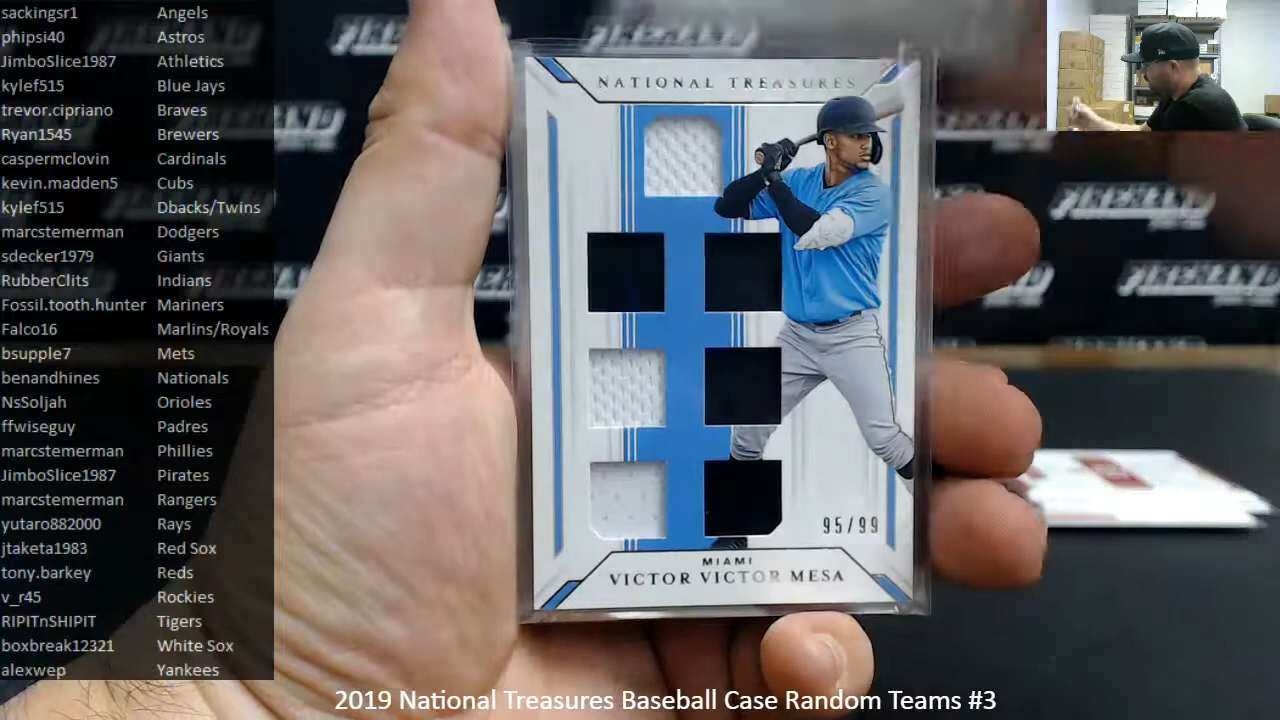 sackingsr1 Angels
phipsi40 Astros
JimboSlice1987 Athletics
kylef515 Blue Jays
trevor.cipriano Braves
Ryan1545 Brewers
caspermclovin Cardinals
kevin.madden5 Cubs
kylef515 Dbacks/Twins
marcstemerman Dodgers
sdecker1979 Giants
RubberClits Indians
Fossil.tooth.hunter Mariners
Falco16 Marlins/Royals
bsupple7 Mets
benandhines Nationals
NsSoljah Orioles
ffwiseguy Padres
marcstemerman Phillies
JimboSlice1987 Pirates
marcstemerman Rangers
yutaro882000 Rays
jtaketa1983 Red Sox
tony.barkey Reds
v_r45 Rockies
RIPITnSHIPIT Tigers
boxbreak12321 White Sox
alexwep Yankees
NATIONAL TREASURES
95/99
MIAMI
VICTOR VICTOR MESA
2019 National Treasures Baseball Case Random Teams #3